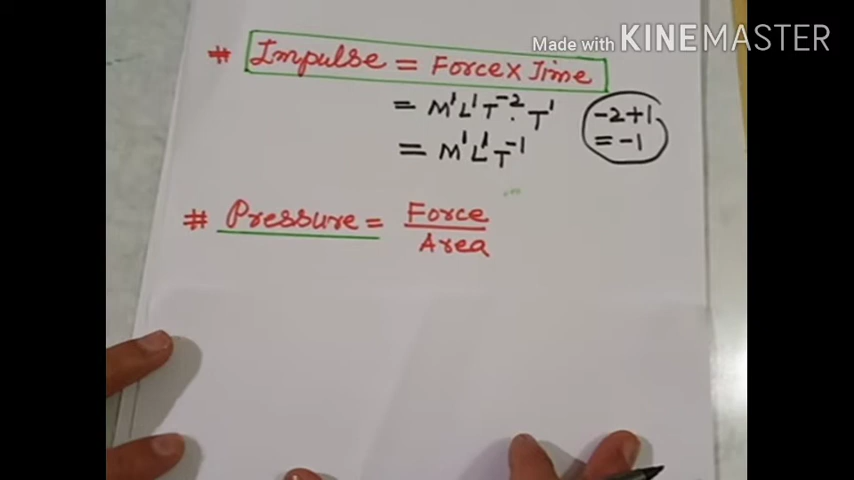 Made with KINEMASTER
# Impulse = Force x Time
= M¹L¹T⁻² . T¹
-2+1
= -1
= M¹L¹T⁻¹
# Pressure = Force
Area